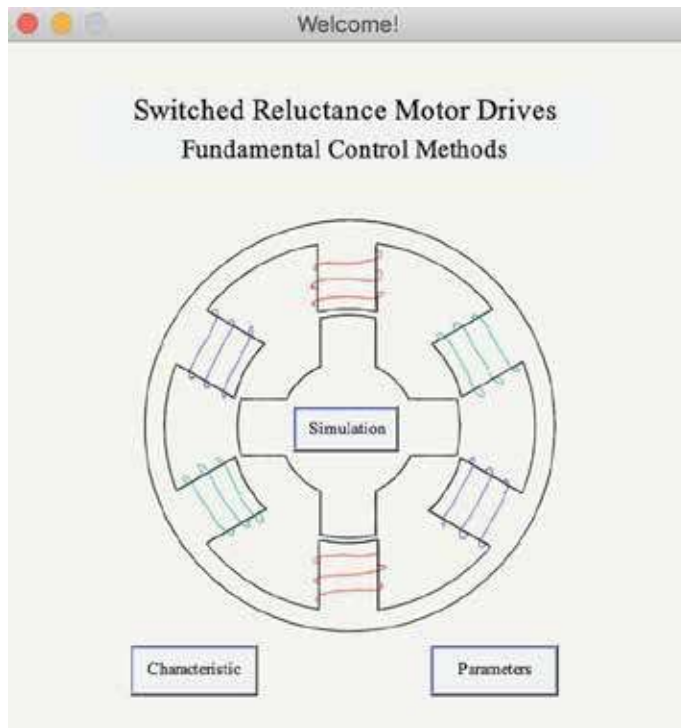 Welcome!
Switched Reluctance Motor Drives
Fundamental Control Methods
Simulation
Characteristic
Parameters